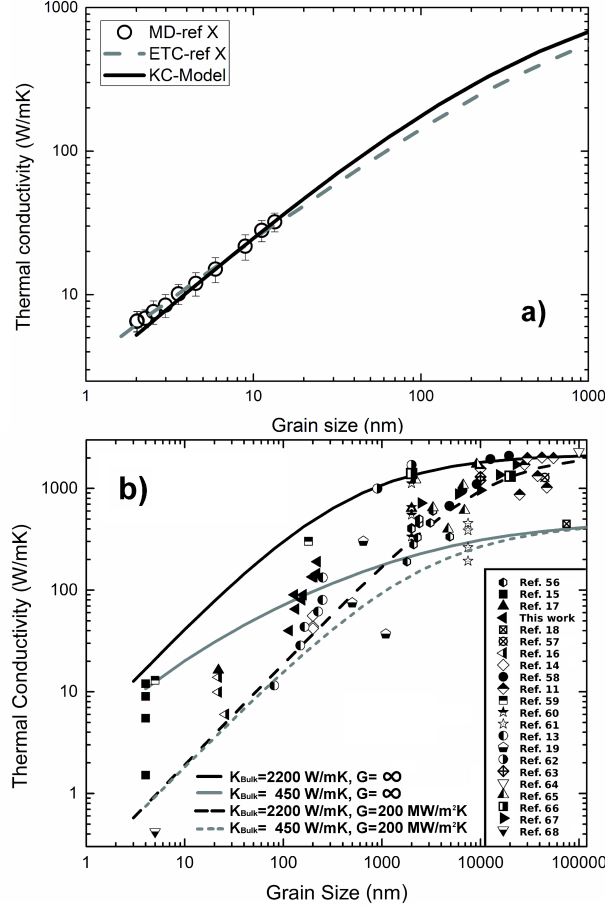 1000
100
10
Thermal conductivity (W/mK)
MD-ref X
ETC-ref X
KC-Model
a)
1
10
100
1000
Grain size (nm)
b)
1000
100
10
1
Thermal Conductivity (W/mK)
Ref. 56
Ref. 15
Ref. 17
This work
Ref. 18
Ref. 57
Ref. 16
Ref. 14
Ref. 58
Ref. 11
Ref. 59
Ref. 60
Ref. 61
Ref. 13
Ref. 19
Ref. 62
Ref. 63
Ref. 64
Ref. 65
Ref. 66
Ref. 67
Ref. 68
KBulk=2200 W/mK, G= ∞
KBulk= 450 W/mK, G= ∞
KBulk=2200 W/mK, G=200 MW/m²K
KBulk= 450 W/mK, G=200 MW/m²K
1
10
100
1000
10000
100000
Grain Size (nm)